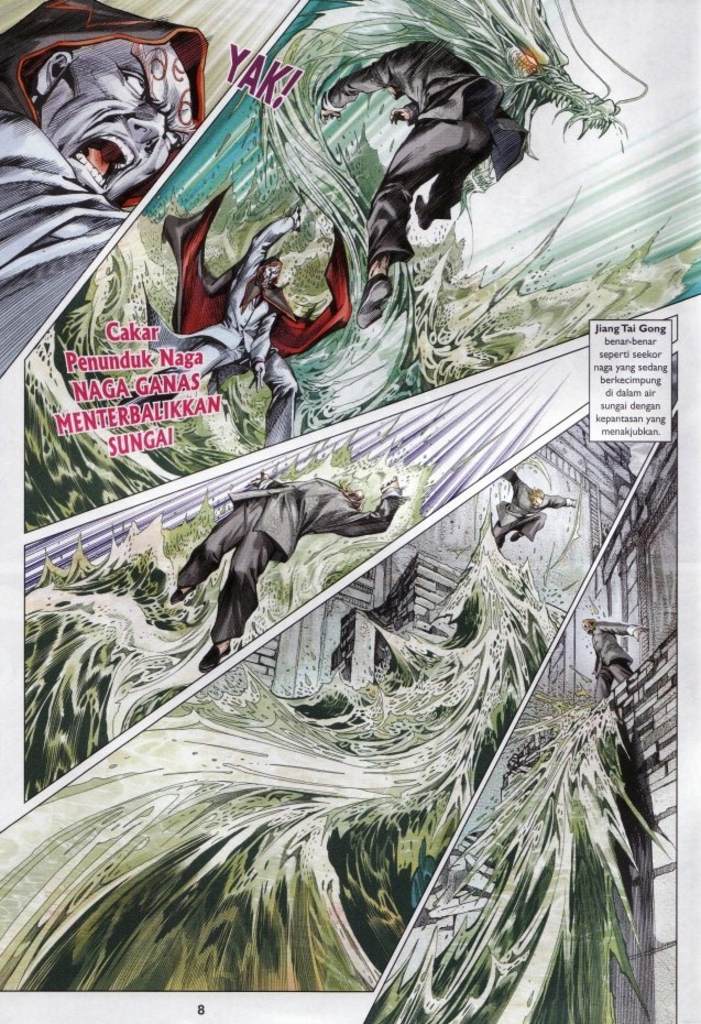 YAK!
Cakar
Penunduk Naga
NAGA GANAS
MENTERBALIKKAN
SUNGAI
Jiang Tai Gong
benar-benar
seperti seekor
naga yang sedang
berkecimpung
di dalam air
sungai dengan
kepantasan yang
menakjubkan.
8